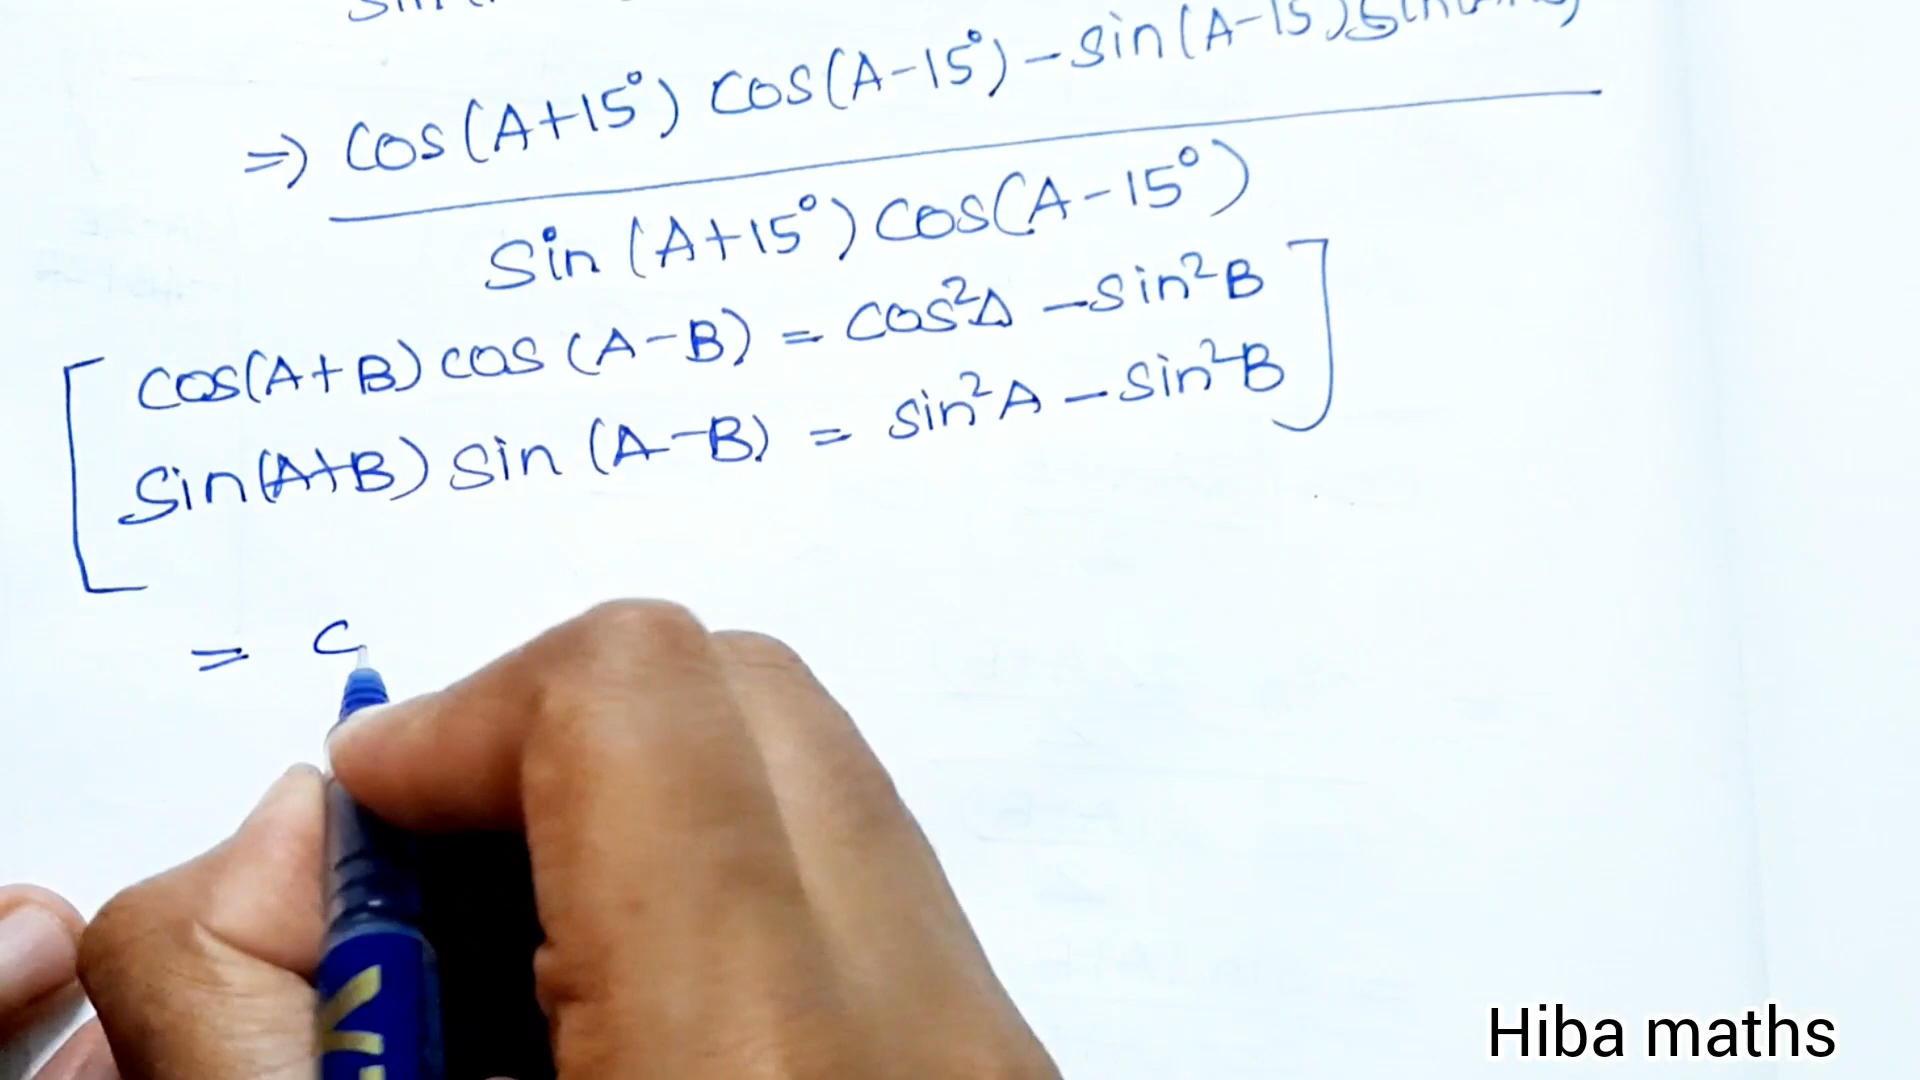 =) Cos(A+15°) Cos(A-15°) - Sin(A-15)
Sin (A+15°) Cos(A-15°)
Cos(A+B) cos (A-B) = Cos²A - Sin²B
Sin(A+B) Sin (A-B) = Sin²A - Sin²B
= C
Hiba maths